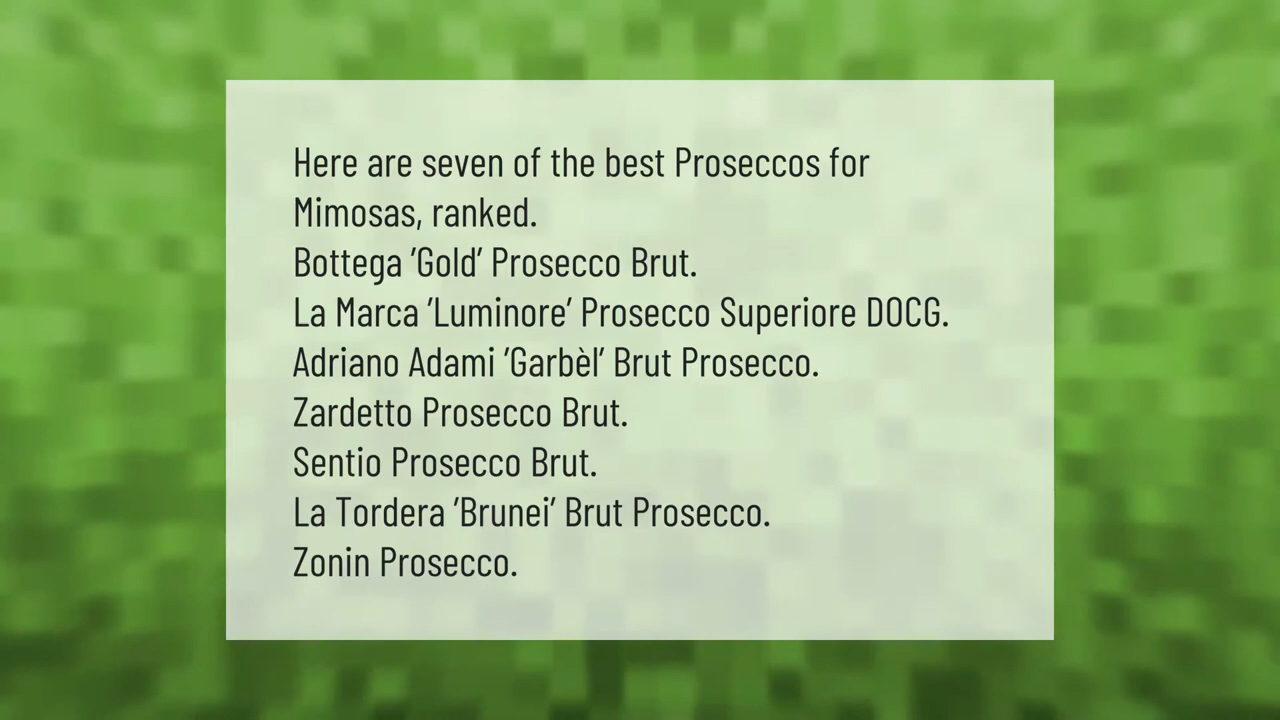 Here are seven of the best Proseccos for
Mimosas, ranked.
Bottega ’Gold’ Prosecco Brut.
La Marca ’Luminore’ Prosecco Superiore DOCG.
Adriano Adami ’Garbèl’ Brut Prosecco.
Zardetto Prosecco Brut.
Sentio Prosecco Brut.
La Tordera ’Brunei’ Brut Prosecco.
Zonin Prosecco.